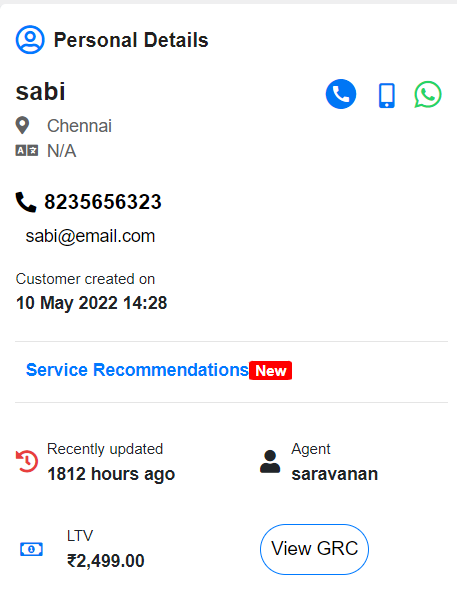 Personal Details
sabi
Chennai
N/A
8235656323
sabi@email.com
Customer created on
10 May 2022 14:28
Service Recommendations New
Recently updated
1812 hours ago
Agent
saravanan
LTV
₹2,499.00
View GRC